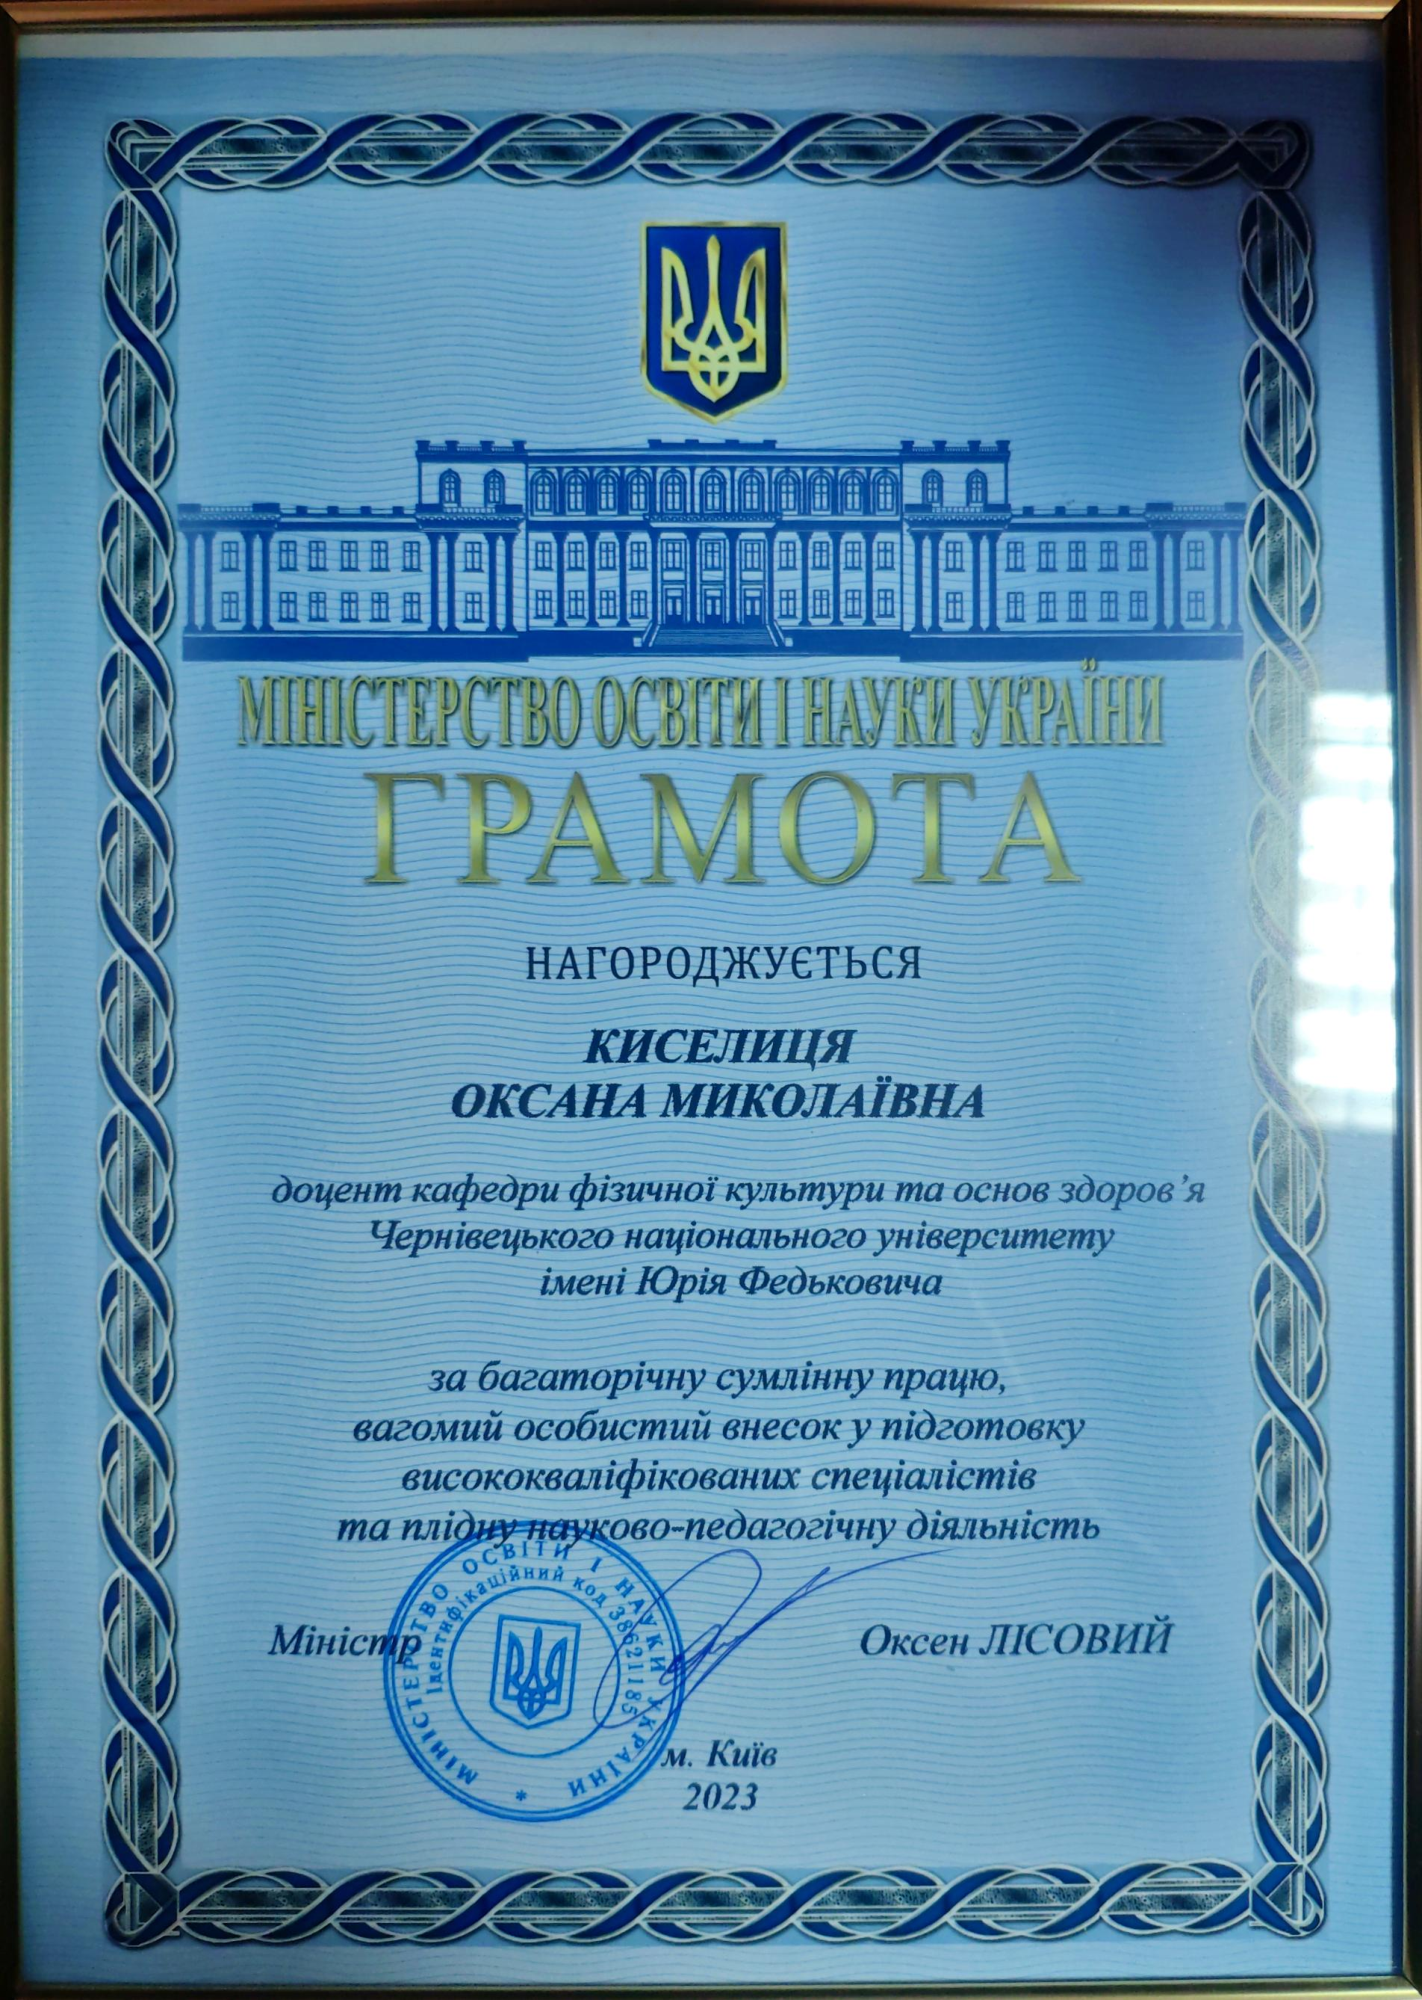 МІНІСТЕРСТВО ОСВІТИ І НАУКИ УКРАЇНИ
ГРАМОТА
НАГОРОДЖУЄТЬСЯ
КИСЕЛИЦЯ
ОКСАНА МИКОЛАЇВНА
доцент кафедри фізичної культури та основ здоров’я
Чернівецького національного університету
імені Юрія Федьковича
за багаторічну сумлінну працю,
вагомий особистий внесок у підготовку
висококваліфікованих спеціалістів
та плідну науково-педагогічну діяльність
МІНІСТЕРСТВО ОСВІТИ І НАУКИ УКРАЇНИ *
Ідентифікаційний код 38621185
Міністр
Оксен ЛІСОВИЙ
м. Київ
2023